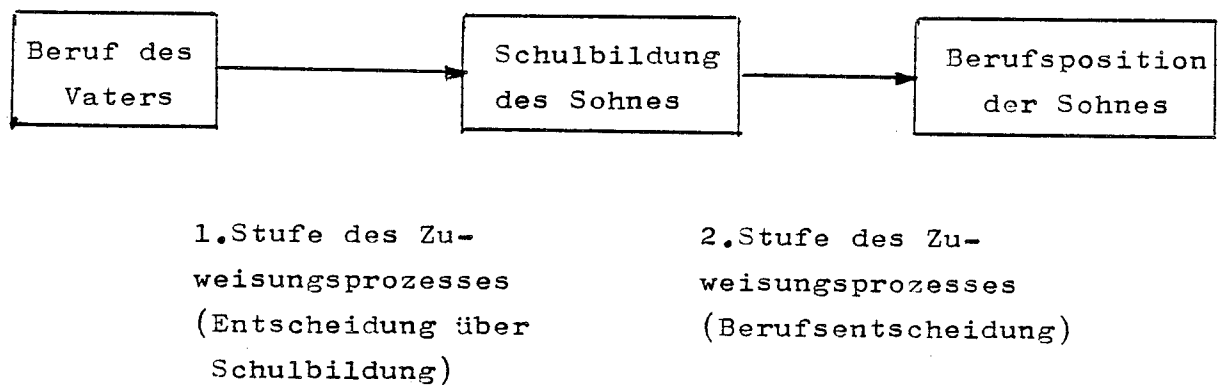 Beruf des
Vaters
Schulbildung
des Sohnes
Berufsposition
der Sohnes
1.Stufe des Zu-
weisungsprozesses
(Entscheidung über
Schulbildung)
2.Stufe des Zu-
weisungsprozesses
(Berufsentscheidung)